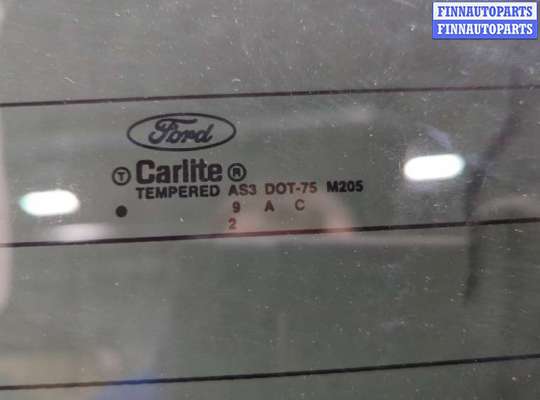 FINNAUTOPARTS
FINNAUTOPARTS
Ford
T Carlite ®
TEMPERED AS3 DOT-75 M205
9 A C
2